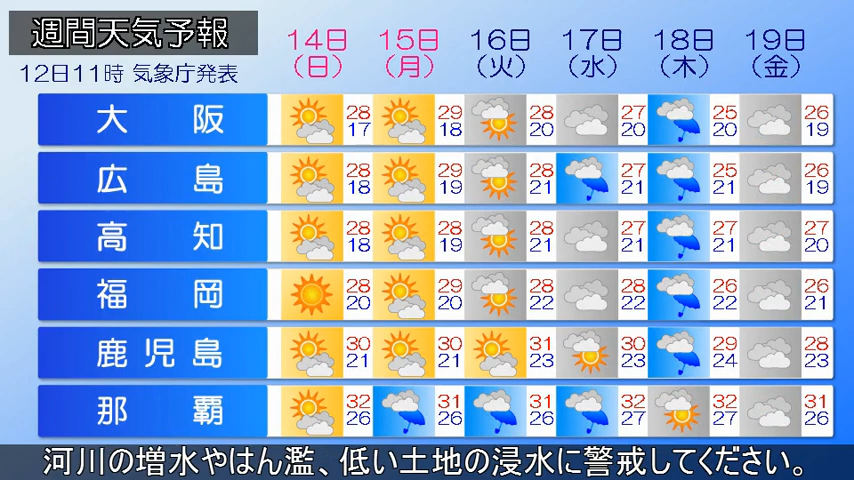 週間天気予報
12日11時 気象庁発表
14日 15日 16日 17日 18日 19日
(日) (月) (火) (水) (木) (金)
大阪 28 29 28 27 25 26
17 18 20 20 20 19
広島 28 29 28 27 25 26
18 19 21 21 21 19
高知 28 28 28 27 27 27
18 19 21 21 21 20
福岡 28 29 28 28 26 26
20 20 22 22 22 21
鹿児島 30 30 31 30 29 28
21 21 23 23 24 23
那覇 32 31 31 32 32 31
26 26 26 27 27 26
河川の増水やはん濫、低い土地の浸水に警戒してください。